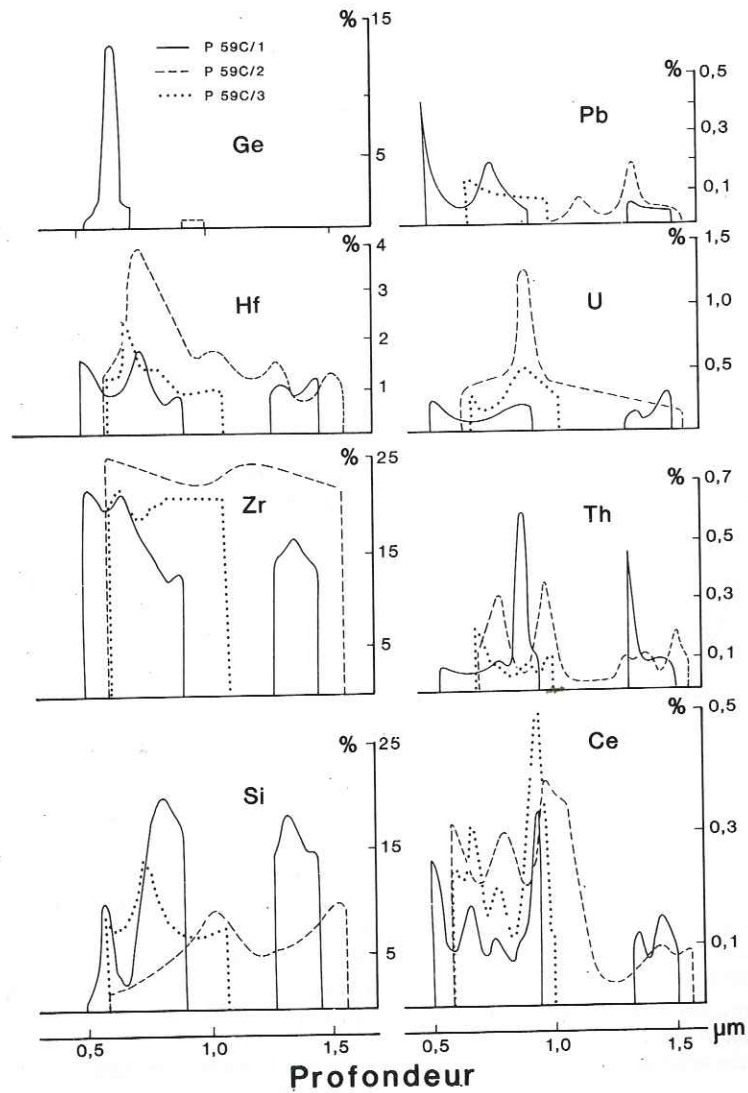 % 15
P 59C/1
P 59C/2
P 59C/3
Ge
5
% 0,5
Pb
0,3
0,1
% 4
Hf
3
2
1
% 1,5
U
1,0
0,5
% 25
Zr
15
5
% 0,7
Th
0,5
0,3
0,1
% 25
Si
15
5
% 0,5
Ce
0,3
0,1
0,5 1,0 1,5
0,5 1,0 1,5 µm
Profondeur